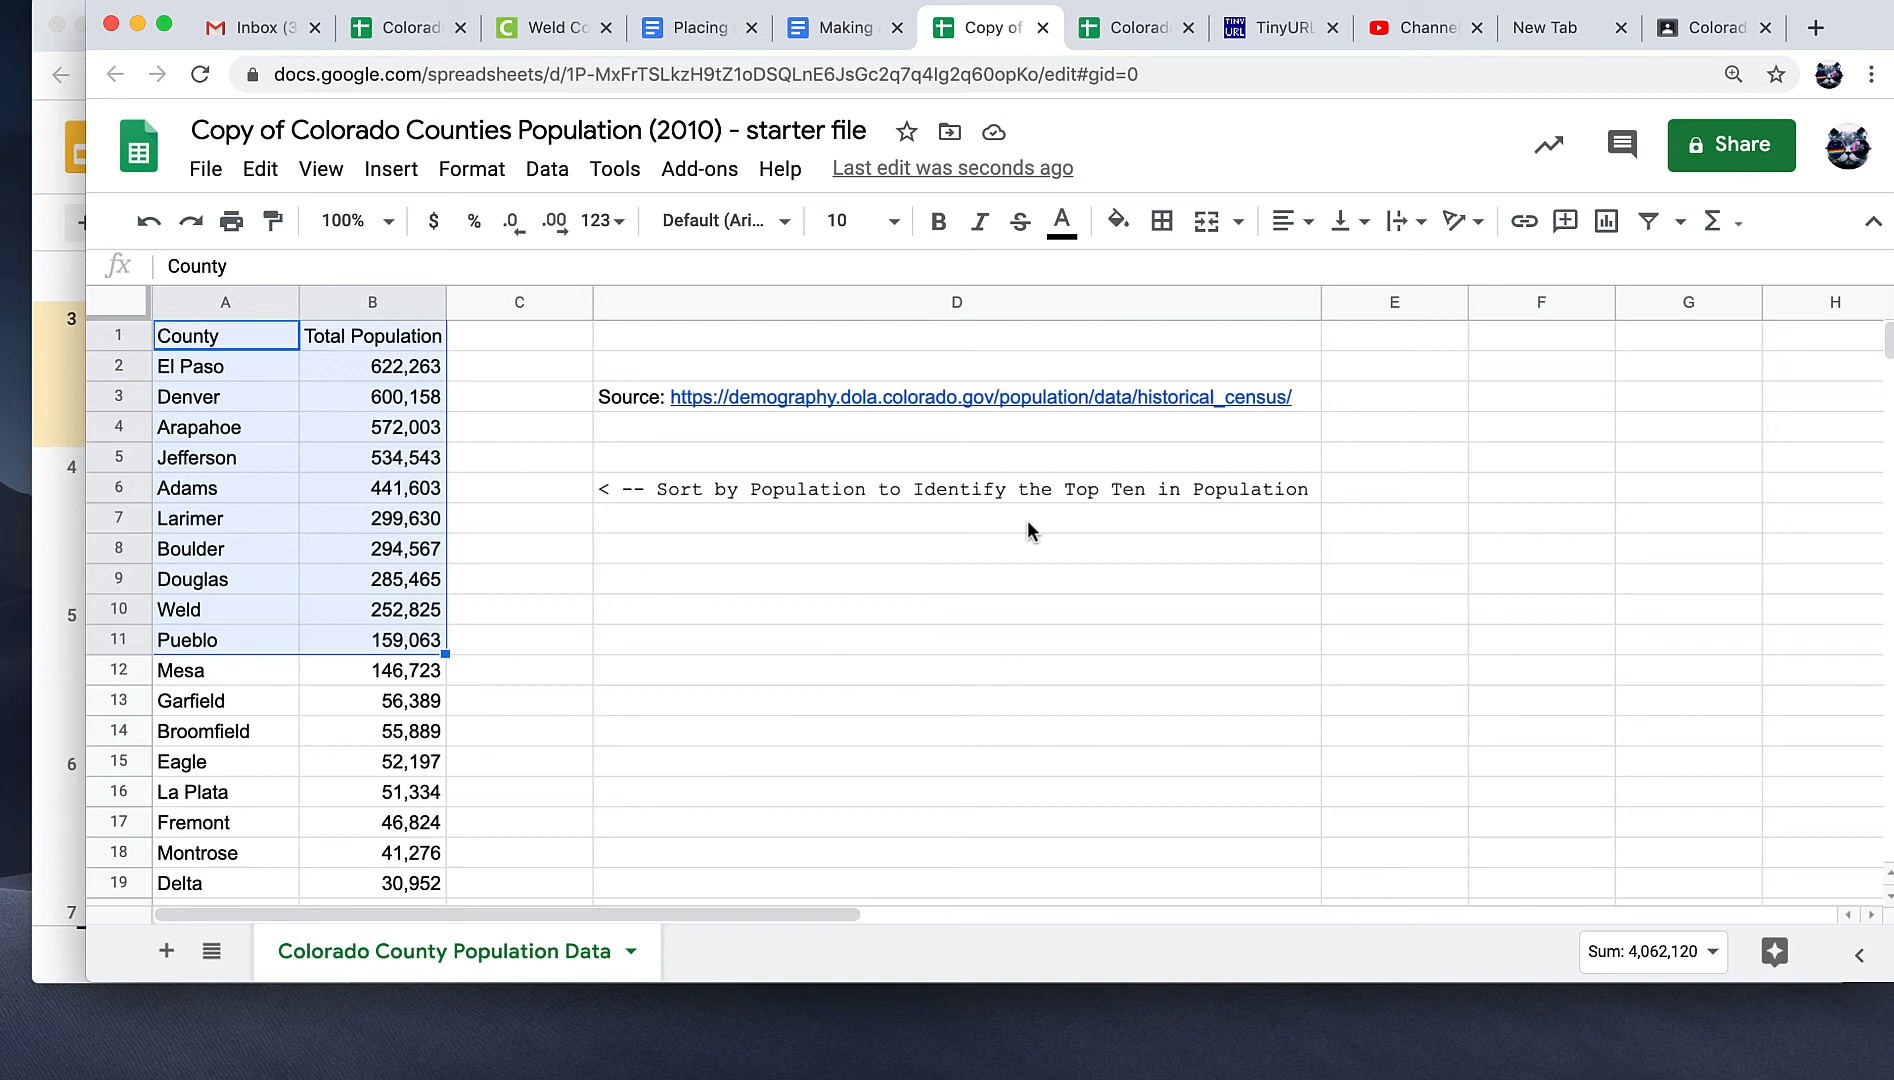 Inbox (3
Colorad
Weld Co
Placing
Making
Copy of
Colorad
TINY URL
TinyURL
Channe
New Tab
Colorad
docs.google.com/spreadsheets/d/1P-MxFrTSLkzH9tZ1oDSQLnE6JsGc2q7q4Ig2q60opKo/edit#gid=0
Copy of Colorado Counties Population (2010) - starter file
File Edit View Insert Format Data Tools Add-ons Help Last edit was seconds ago
Share
100% $ % .0 .00 123 Default (Ari... 10 B I S A Σ
fx County
A B C D E F G H
1 County Total Population
2 El Paso 622,263
3 Denver 600,158 Source: https://demography.dola.colorado.gov/population/data/historical_census/
4 Arapahoe 572,003
5 Jefferson 534,543
6 Adams 441,603 < -- Sort by Population to Identify the Top Ten in Population
7 Larimer 299,630
8 Boulder 294,567
9 Douglas 285,465
10 Weld 252,825
11 Pueblo 159,063
12 Mesa 146,723
13 Garfield 56,389
14 Broomfield 55,889
15 Eagle 52,197
16 La Plata 51,334
17 Fremont 46,824
18 Montrose 41,276
19 Delta 30,952
3
4
5
6
7
Colorado County Population Data
Sum: 4,062,120